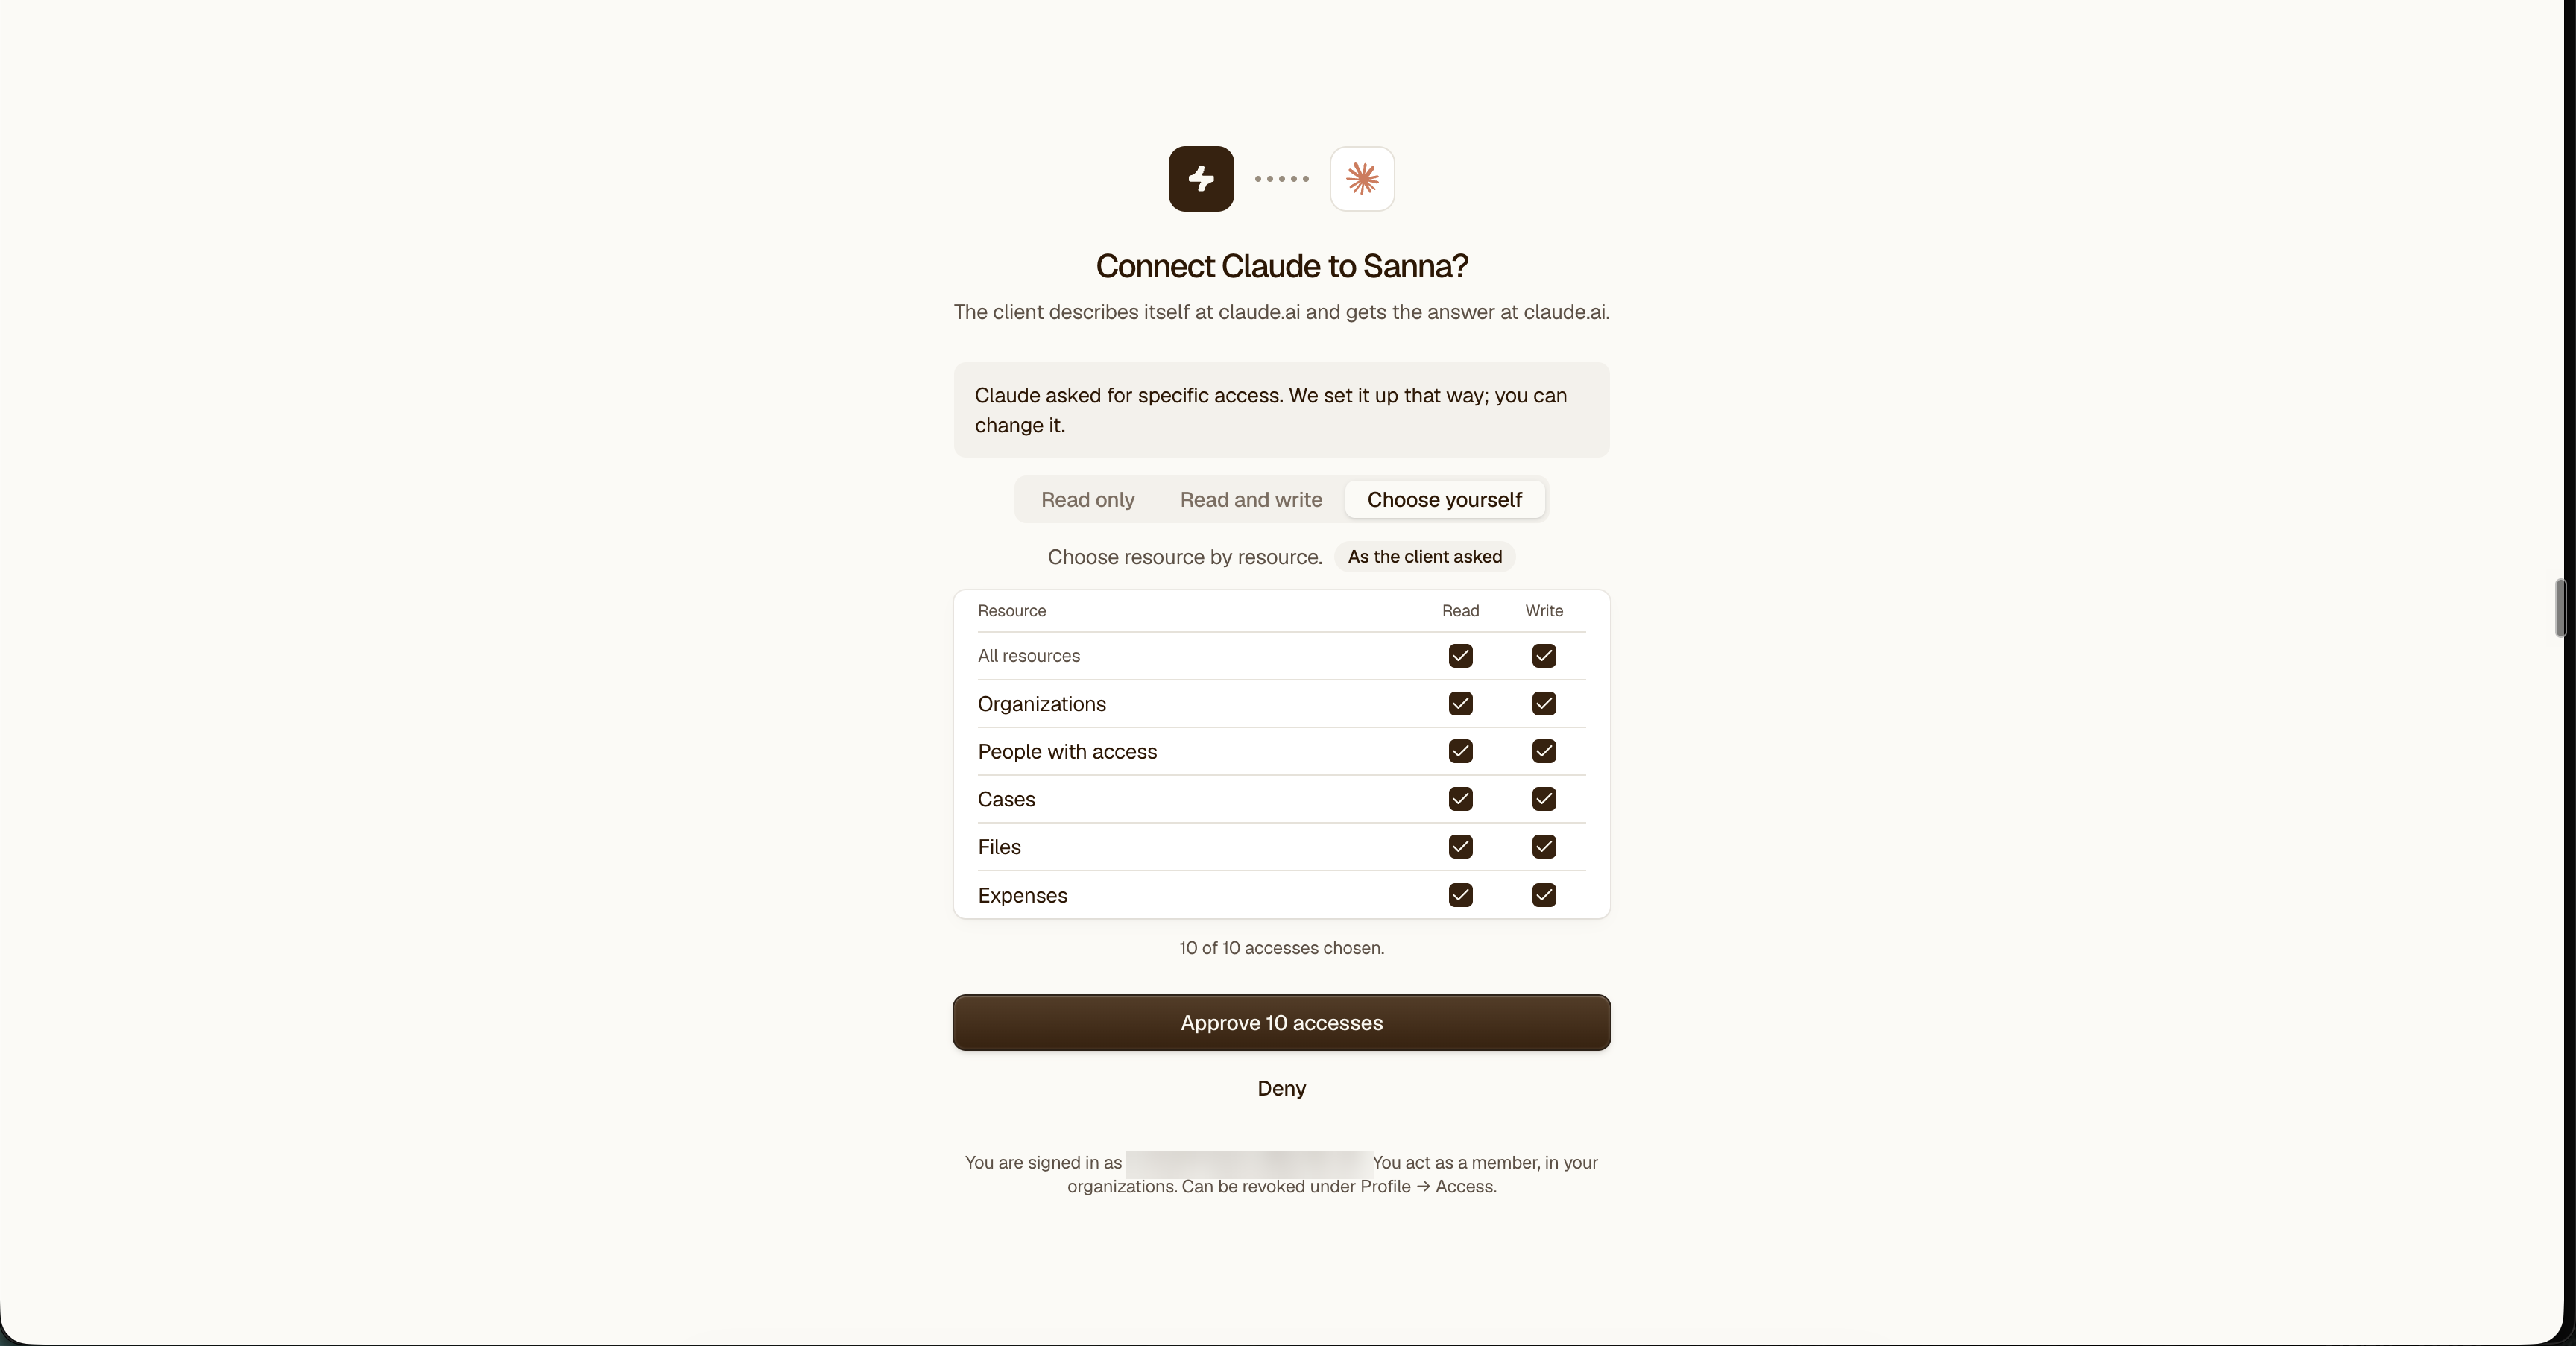 Connect Claude to Sanna?
The client describes itself at claude.ai and gets the answer at claude.ai.
Claude asked for specific access. We set it up that way; you can
change it.
Read only Read and write Choose yourself
Choose resource by resource. As the client asked
Resource Read Write
All resources
Organizations
People with access
Cases
Files
Expenses
10 of 10 accesses chosen.
Approve 10 accesses
Deny
You are signed in as You act as a member, in your
organizations. Can be revoked under Profile → Access.